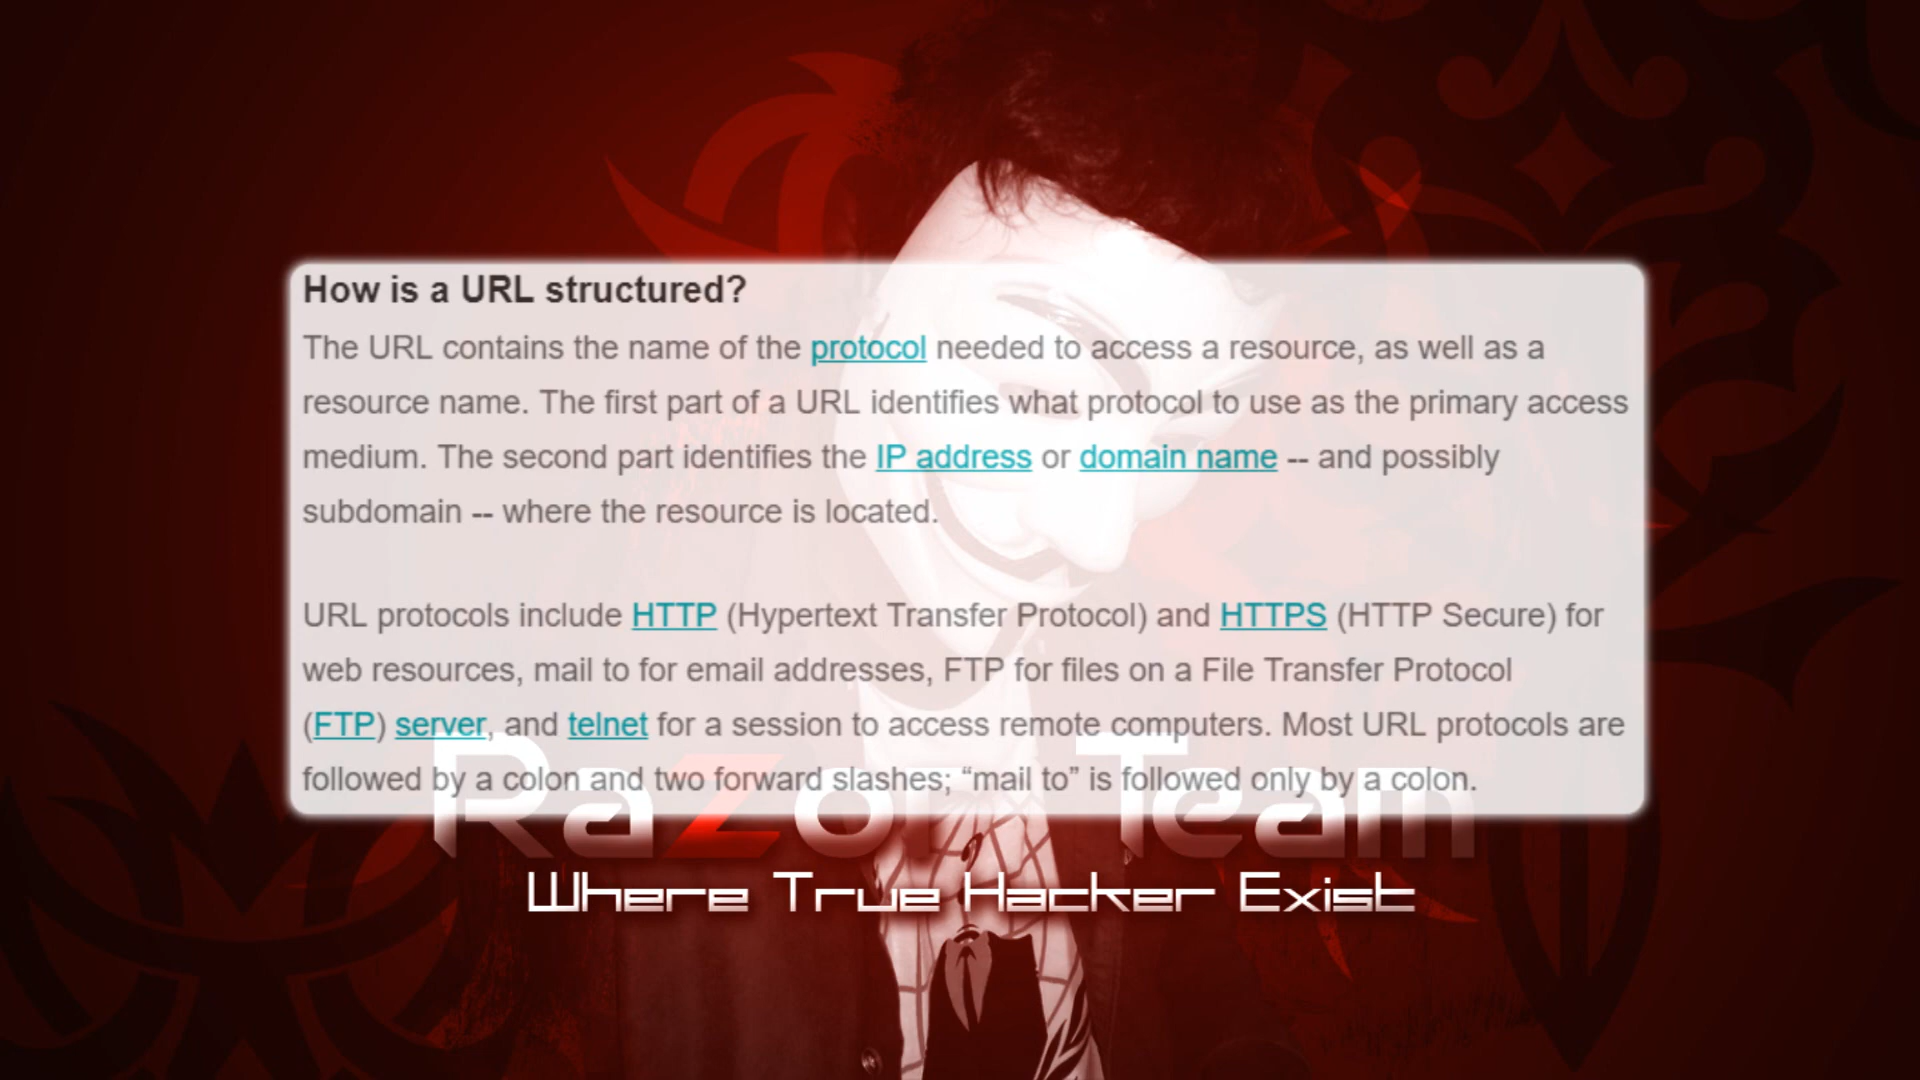 How is a URL structured?
The URL contains the name of the protocol needed to access a resource, as well as a
resource name. The first part of a URL identifies what protocol to use as the primary access
medium. The second part identifies the IP address or domain name -- and possibly
subdomain -- where the resource is located.
URL protocols include HTTP (Hypertext Transfer Protocol) and HTTPS (HTTP Secure) for
web resources, mail to for email addresses, FTP for files on a File Transfer Protocol
(FTP) server, and telnet for a session to access remote computers. Most URL protocols are
followed by a colon and two forward slashes; “mail to” is followed only by a colon.
Razor Team
Where True Hacker Exist